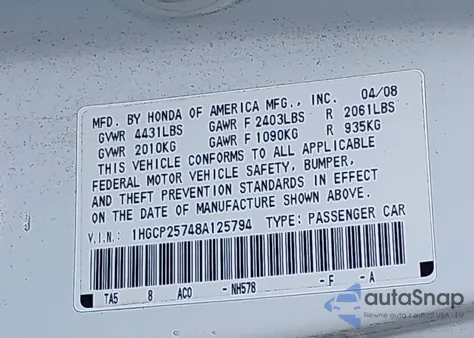 MFD. BY HONDA OF AMERICA MFG., INC. 04/08
GVWR 4431LBS GAWR F 2403LBS R 2061LBS
GVWR 2010KG GAWR F 1090KG R 935KG
THIS VEHICLE CONFORMS TO ALL APPLICABLE
FEDERAL MOTOR VEHICLE SAFETY, BUMPER,
AND THEFT PREVENTION STANDARDS IN EFFECT
ON THE DATE OF MANUFACTURE SHOWN ABOVE.
V.I.N.: 1HGCP25748A125794 TYPE: PASSENGER CAR
TA5 8 AC0 -NH578 -F -A
autoSnap